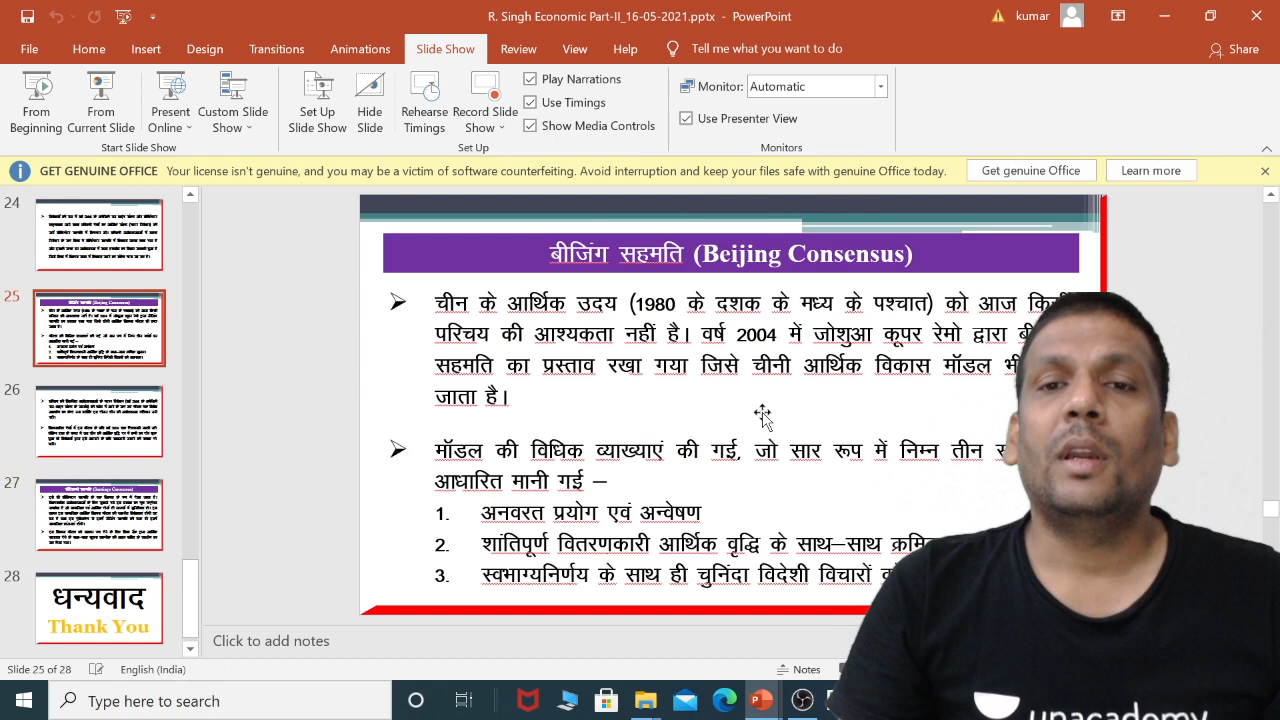 R. Singh Economic Part-II_16-05-2021.pptx - PowerPoint
kumar
File Home Insert Design Transitions Animations Slide Show Review View Help Tell me what you want to do Share
From Beginning
From Current Slide
Present Online
Custom Slide Show
Set Up Slide Show
Hide Slide
Rehearse Timings
Record Slide Show
Play Narrations
Use Timings
Show Media Controls
Monitor: Automatic
Use Presenter View
Start Slide Show
Set Up
Monitors
GET GENUINE OFFICE Your license isn't genuine, and you may be a victim of software counterfeiting. Avoid interruption and keep your files safe with genuine Office today. Get genuine Office Learn more
24
25
26
27
28
धन्यवाद
Thank You
बीजिंग सहमति (Beijing Consensus)
चीन के आर्थिक उदय (1980 के दशक के मध्य के पश्चात) को आज
परिचय की आश्यकता नहीं है। वर्ष 2004 में जोशुआ कूपर रेमो द्वारा
सहमति का प्रस्ताव रखा गया जिसे चीनी आर्थिक विकास मॉडल भी
जाता है।
मॉडल की विधिक व्याख्याएं की गई, जो सार रूप में निम्न तीन
आधारित मानी गई –
1. अनवरत प्रयोग एवं अन्वेषण
2. शांतिपूर्ण वितरणकारी आर्थिक वृद्धि के साथ–साथ
3. स्वभाग्यनिर्णय के साथ ही चुनिंदा विदेशी विचारों
Click to add notes
Slide 25 of 28 English (India) Notes
Type here to search
unacademy